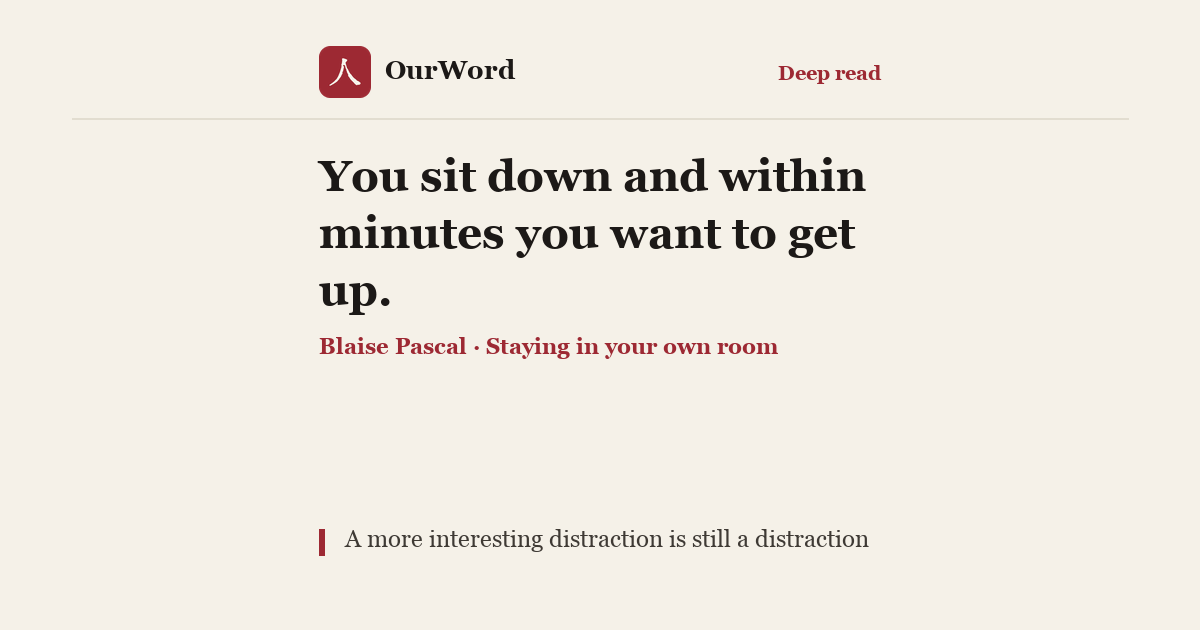 人
OurWord
Deep read
You sit down and within
minutes you want to get
up.
Blaise Pascal · Staying in your own room
A more interesting distraction is still a distraction